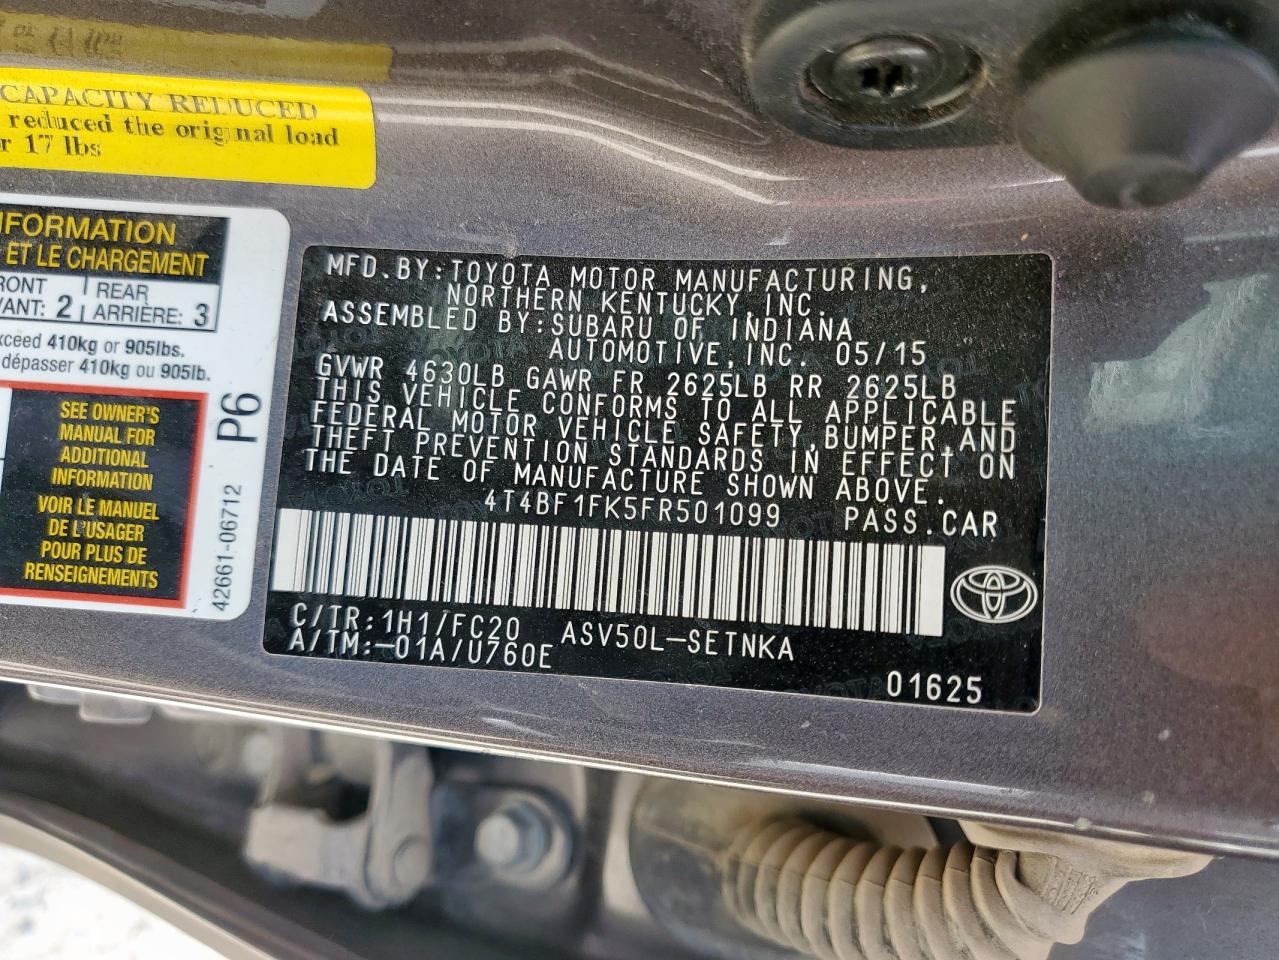 CAPACITY REDUCED
reduced the original load
r 17 lbs
NFORMATION
ET LE CHARGEMENT
RONT
VANT: 2
REAR
ARRIÈRE: 3
xceed 410kg or 905lbs.
dépasser 410kg ou 905lb.
SEE OWNER'S
MANUAL FOR
ADDITIONAL
INFORMATION
VOIR LE MANUEL
DE L'USAGER
POUR PLUS DE
RENSEIGNEMENTS
P6
42661-06712
MFD.BY:TOYOTA MOTOR MANUFACTURING,
NORTHERN KENTUCKY,INC.
ASSEMBLED BY:SUBARU OF INDIANA
AUTOMOTIVE,INC. 05/15
GVWR 4630LB GAWR FR 2625LB RR 2625LB
THIS VEHICLE CONFORMS TO ALL APPLICABLE
FEDERAL MOTOR VEHICLE SAFETY,BUMPER,AND
THEFT PREVENTION STANDARDS IN EFFECT ON
THE DATE OF MANUFACTURE SHOWN ABOVE.
4T4BF1FK5FR501099 PASS.CAR
C/TR:1H1/FC20 ASV50L-SETNKA
A/TM:-01A/U760E
01625